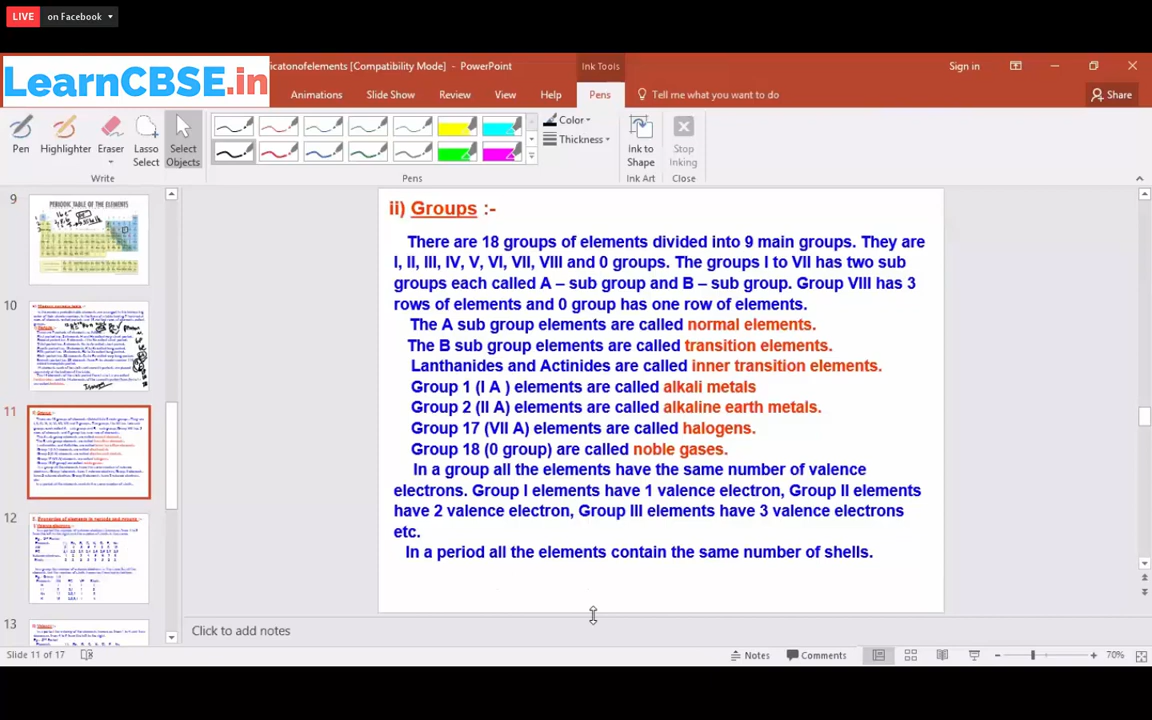 LIVE on Facebook
LearnCBSE.in
icatonofelements [Compatibility Mode] - PowerPoint
Ink Tools
Sign in
Animations Slide Show Review View Help Pens Tell me what you want to do
Share
Pen Highlighter Eraser Lasso Select Select Objects
Color
Thickness
Ink to Shape
Stop Inking
Write Pens Ink Art Close
9
PERIODIC TABLE OF THE ELEMENTS
10
11
12
13
ii) Groups :-
There are 18 groups of elements divided into 9 main groups. They are
I, II, III, IV, V, VI, VII, VIII and 0 groups. The groups I to VII has two sub
groups each called A – sub group and B – sub group. Group VIII has 3
rows of elements and 0 group has one row of elements.
The A sub group elements are called normal elements.
The B sub group elements are called transition elements.
Lanthanides and Actinides are called inner transition elements.
Group 1 (I A ) elements are called alkali metals
Group 2 (II A) elements are called alkaline earth metals.
Group 17 (VII A) elements are called halogens.
Group 18 (0 group) are called noble gases.
In a group all the elements have the same number of valence
electrons. Group I elements have 1 valence electron, Group II elements
have 2 valence electron, Group III elements have 3 valence electrons
etc.
In a period all the elements contain the same number of shells.
Click to add notes
Slide 11 of 17
Notes Comments
70%